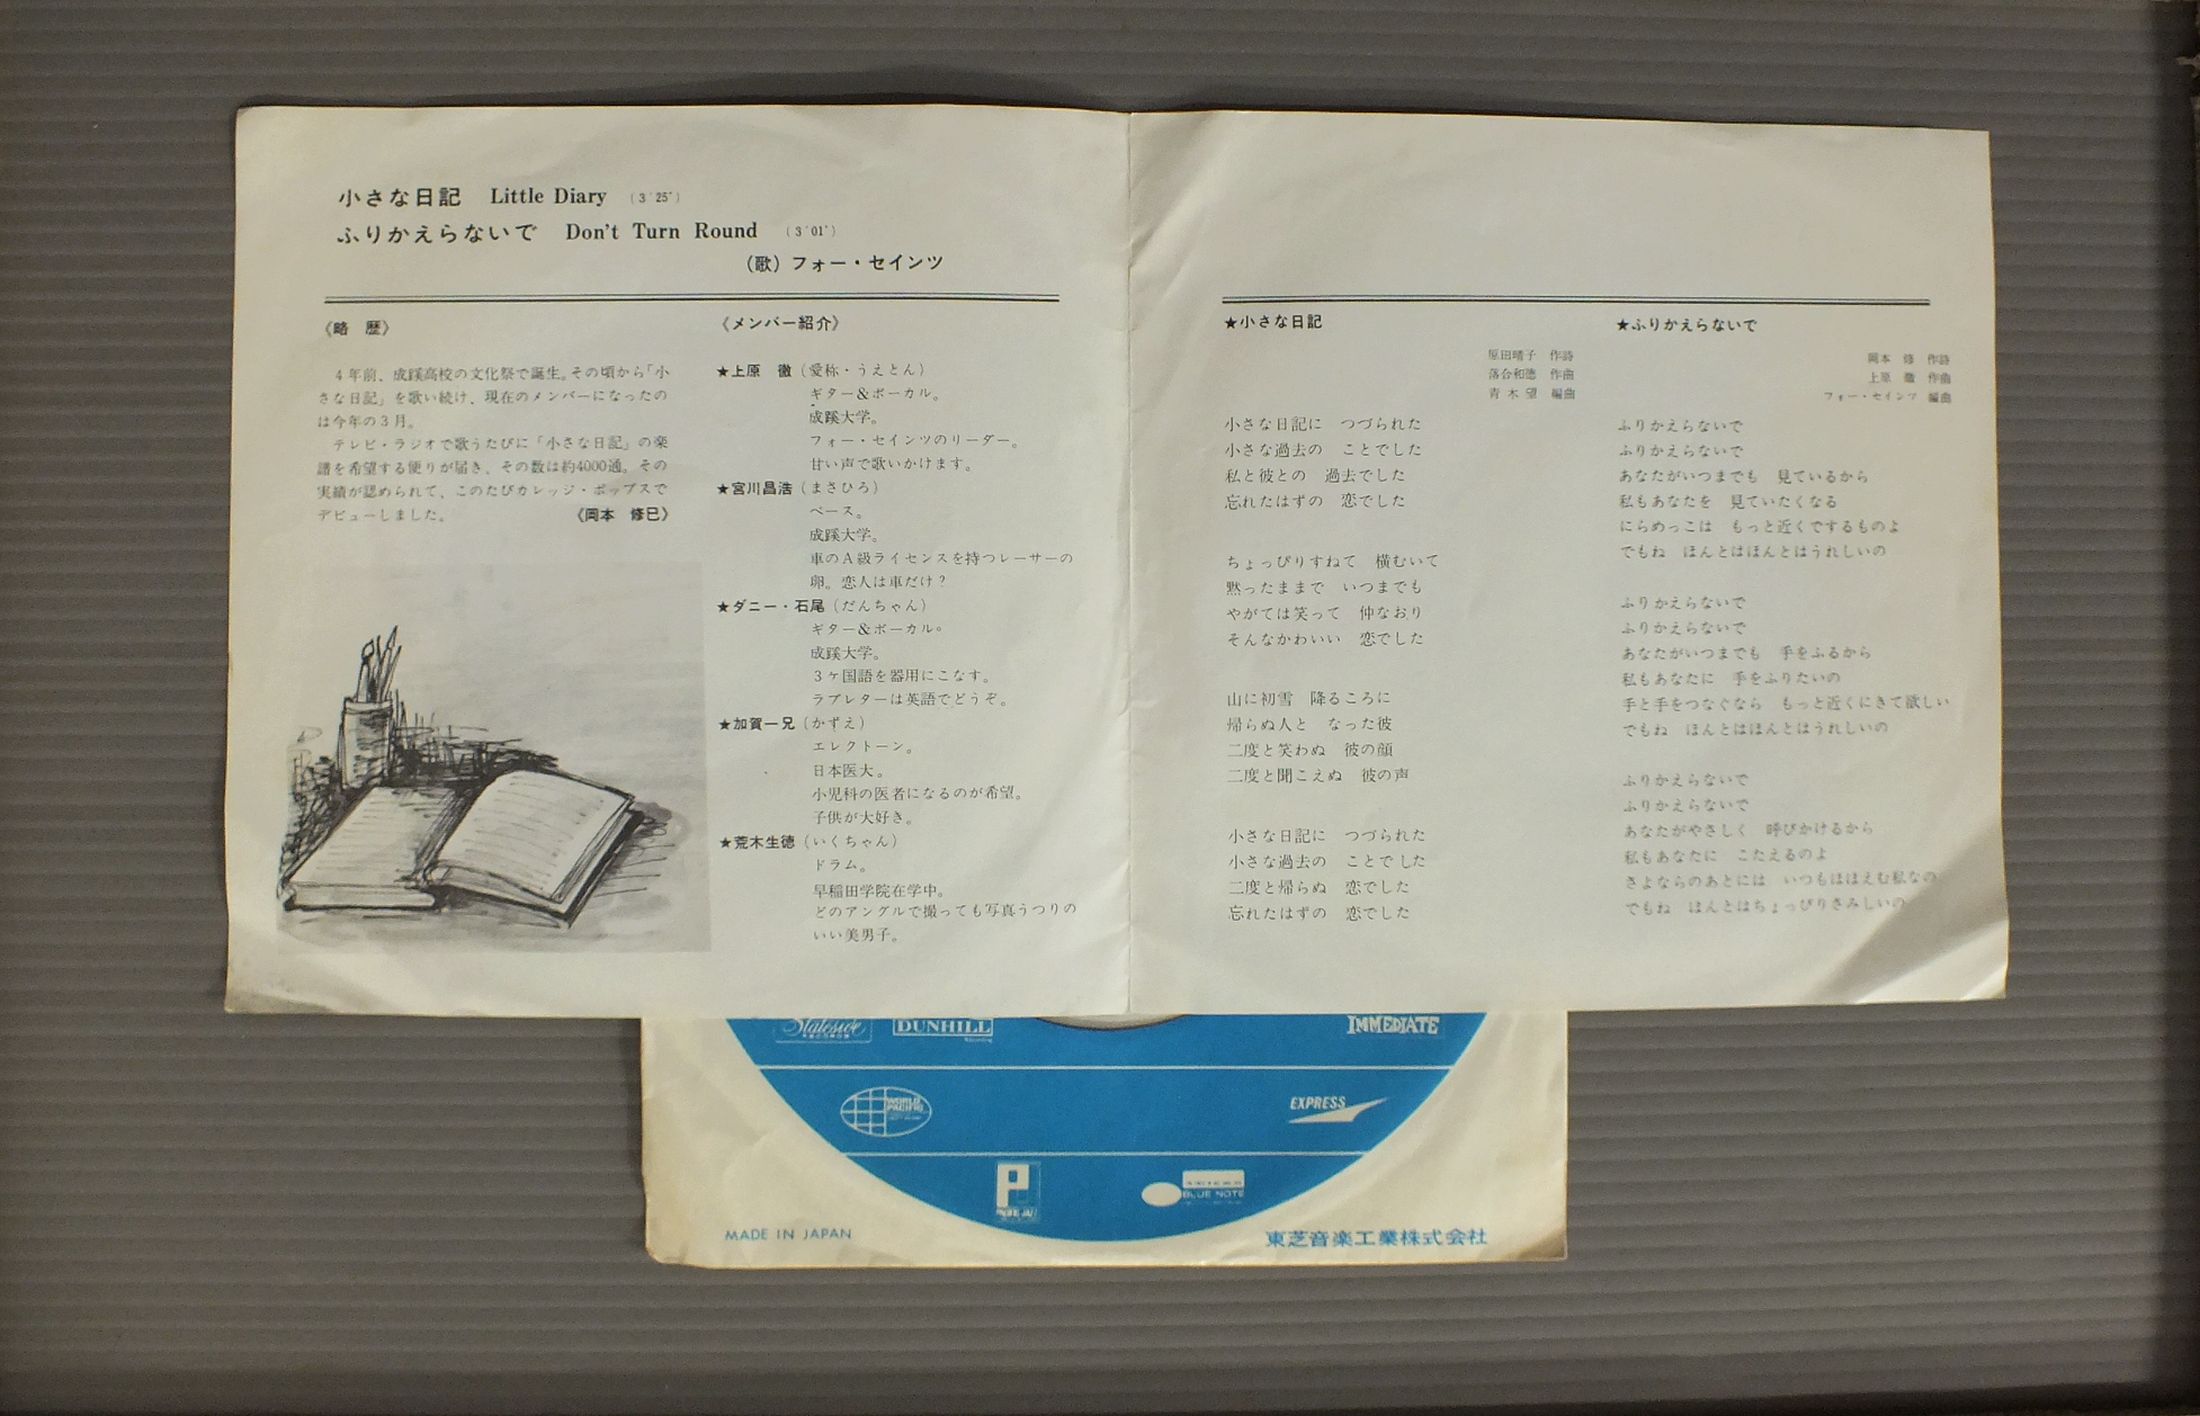 小さな日記　Little Diary　(3′25″)
ふりかえらないで　Don't Turn Round　(3′01″)
(歌) フォー・セインツ
《略　歴》
4年前、成蹊高校の文化祭で誕生。その頃から「小
さな日記」を歌い続け、現在のメンバーになったの
は今年の3月。
テレビ・ラジオで歌うたびに「小さな日記」の楽
譜を希望する便りが届き、その数は約4000通。その
実績が認められて、このたびカレッジ・ポップスで
デビューしました。　《岡本　修巳》
《メンバー紹介》
★上原　徹（愛称・うえとん）
ギター&ボーカル。
成蹊大学。
フォー・セインツのリーダー。
甘い声で歌いかけます。
★宮川昌浩（まさひろ）
ベース。
成蹊大学。
車のA級ライセンスを持つレーサーの
卵。恋人は車だけ？
★ダニー・石尾（だんちゃん）
ギター&ボーカル。
成蹊大学。
3ヶ国語を器用にこなす。
ラブレターは英語でどうぞ。
★加賀一兄（かずえ）
エレクトーン。
日本医大。
小児科の医者になるのが希望。
子供が大好き。
★荒木生徳（いくちゃん）
ドラム。
早稲田学院在学中。
どのアングルで撮っても写真うつりの
いい美男子。
★小さな日記
原田晴子　作詩
落合和徳　作曲
青木望　編曲
小さな日記に　つづられた
小さな過去の　ことでした
私と彼との　過去でした
忘れたはずの　恋でした
ちょっぴりすねて　横むいて
黙ったままで　いつまでも
やがては笑って　仲なおり
そんなかわいい　恋でした
山に初雪　降るころに
帰らぬ人と　なった彼
二度と笑わぬ　彼の顔
二度と聞こえぬ　彼の声
小さな日記に　つづられた
小さな過去の　ことでした
二度と帰らぬ　恋でした
忘れたはずの　恋でした
★ふりかえらないで
岡本　修　作詩
上原　徹　作曲
フォー・セインツ　編曲
ふりかえらないで
ふりかえらないで
あなたがいつまでも　見ているから
私もあなたを　見ていたくなる
にらめっこは　もっと近くでするものよ
でもね　ほんとはほんとはうれしいの
ふりかえらないで
ふりかえらないで
あなたがいつまでも　手をふるから
私もあなたに　手をふりたいの
手と手をつなぐなら　もっと近くにきて欲しい
でもね　ほんとはほんとはうれしいの
ふりかえらないで
ふりかえらないで
あなたがやさしく　呼びかけるから
私もあなたに　こたえるのよ
さよならのあとには　いつもほほえむ私なの
でもね　ほんとはちょっぴりさみしいの
Stateside
DUNHILL
IMMEDIATE
WORLD
PACIFIC
EXPRESS
P
PACIFIC JAZZ
BLUE NOTE
MADE IN JAPAN
東芝音楽工業株式会社